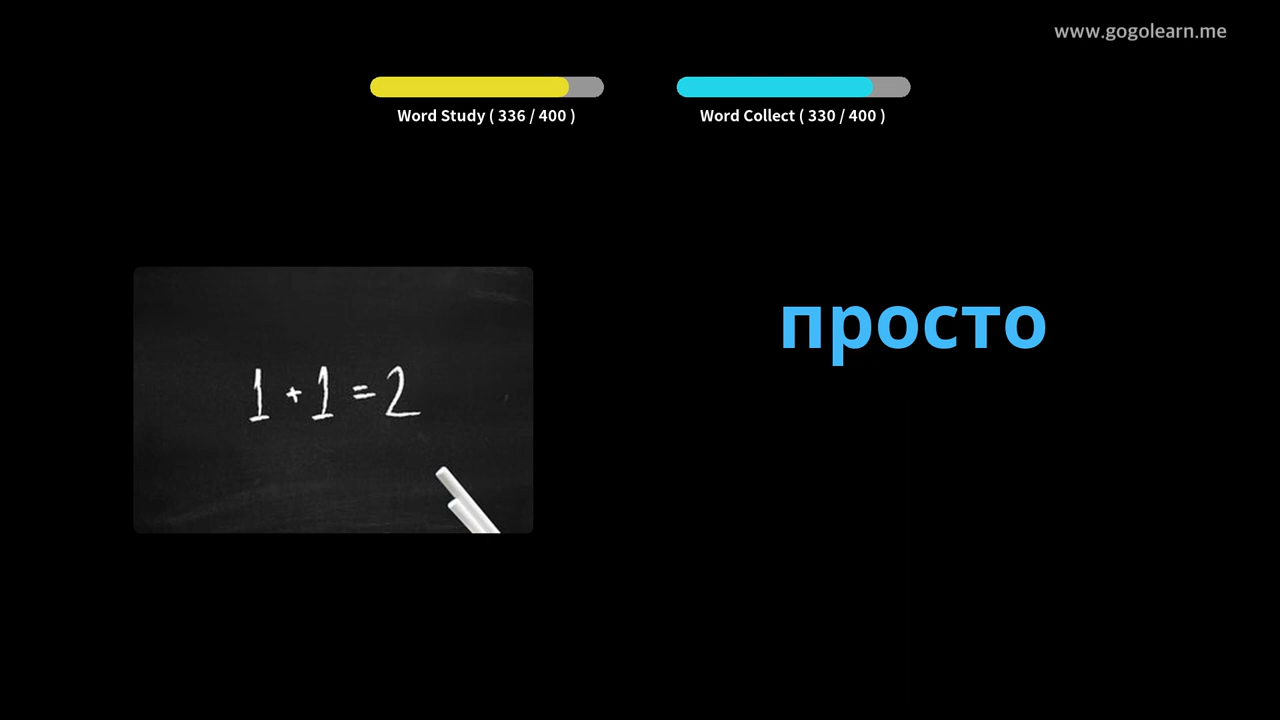 www.gogolearn.me
Word Study ( 336 / 400 )
Word Collect ( 330 / 400 )
просто
1 + 1 = 2